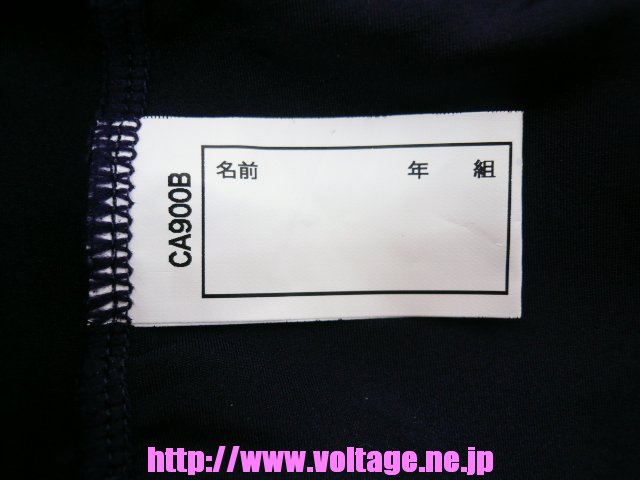 CA900B
名前 年 組
http://www.voltage.ne.jp